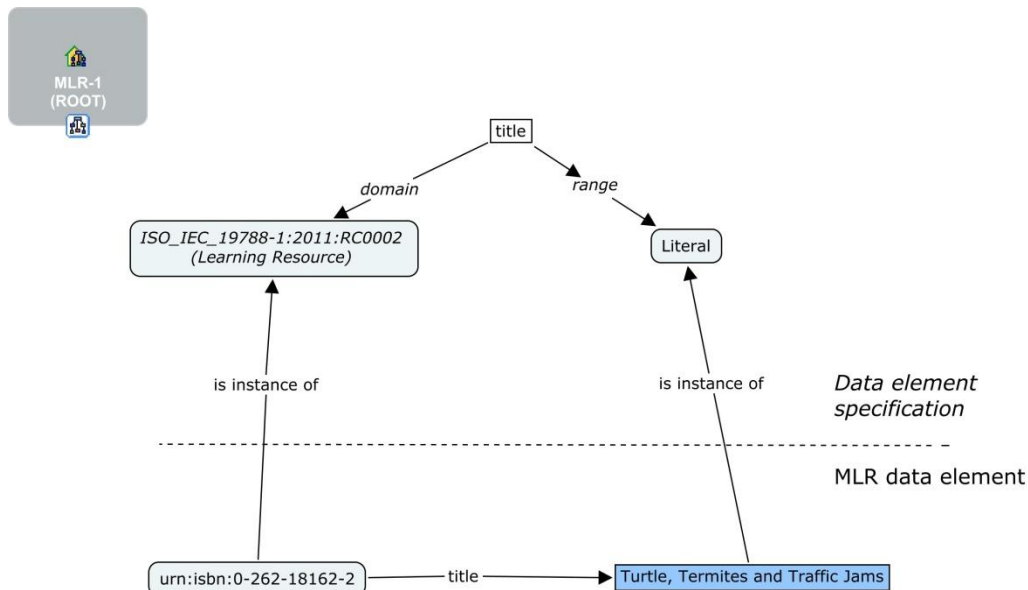 MLR-1
(ROOT)
title
domain
range
ISO_IEC_19788-1:2011:RC0002
(Learning Resource)
Literal
is instance of
is instance of
Data element
specification
MLR data element
urn:isbn:0-262-18162-2
title
Turtle, Termites and Traffic Jams